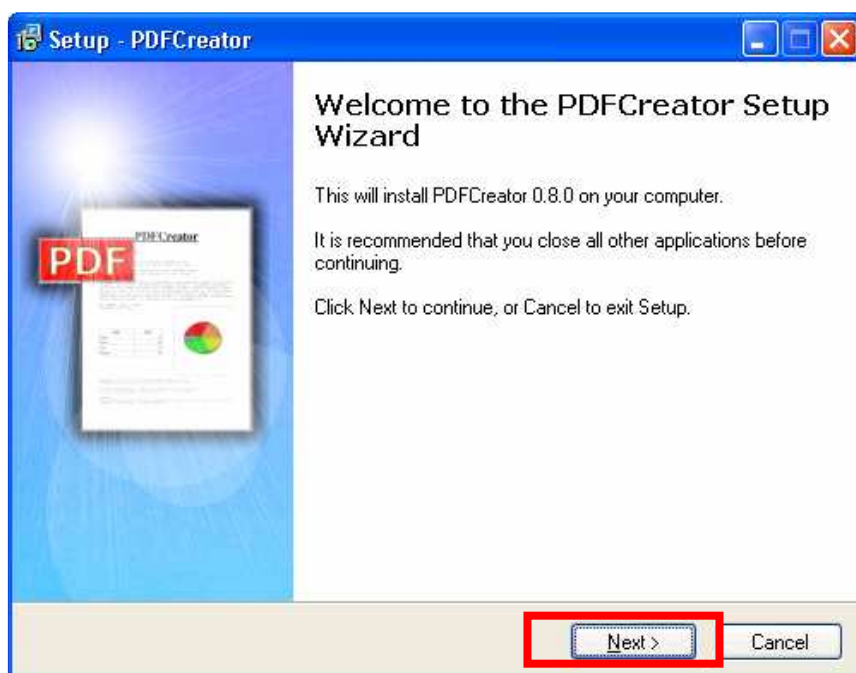 Setup - PDFCreator
Welcome to the PDFCreator Setup
Wizard
This will install PDFCreator 0.8.0 on your computer.
It is recommended that you close all other applications before
continuing.
Click Next to continue, or Cancel to exit Setup.
PDFCreator
PDF
Next >
Cancel